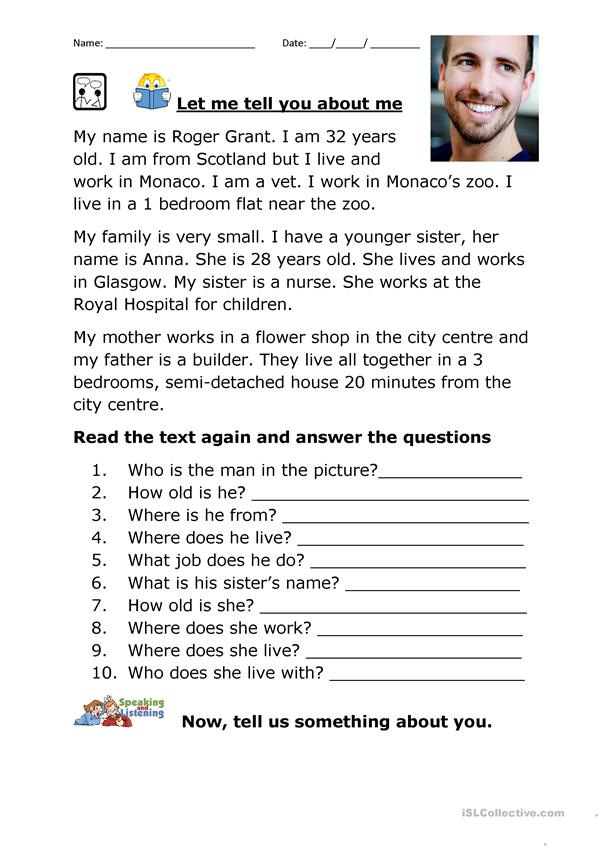 Name: ____________________________ Date: ____/_____/ _________
Let me tell you about me
My name is Roger Grant. I am 32 years
old. I am from Scotland but I live and
work in Monaco. I am a vet. I work in Monaco’s zoo. I
live in a 1 bedroom flat near the zoo.
My family is very small. I have a younger sister, her
name is Anna. She is 28 years old. She lives and works
in Glasgow. My sister is a nurse. She works at the
Royal Hospital for children.
My mother works in a flower shop in the city centre and
my father is a builder. They live all together in a 3
bedrooms, semi-detached house 20 minutes from the
city centre.
Read the text again and answer the questions
1. Who is the man in the picture?________________
2. How old is he? _______________________________
3. Where is he from? ___________________________
4. Where does he live? _________________________
5. What job does he do? ________________________
6. What is his sister’s name? ____________________
7. How old is she? ______________________________
8. Where does she work? _______________________
9. Where does she live? ________________________
10. Who does she live with? ______________________
Speaking
and
Listening
Now, tell us something about you.
iSLCollective.com